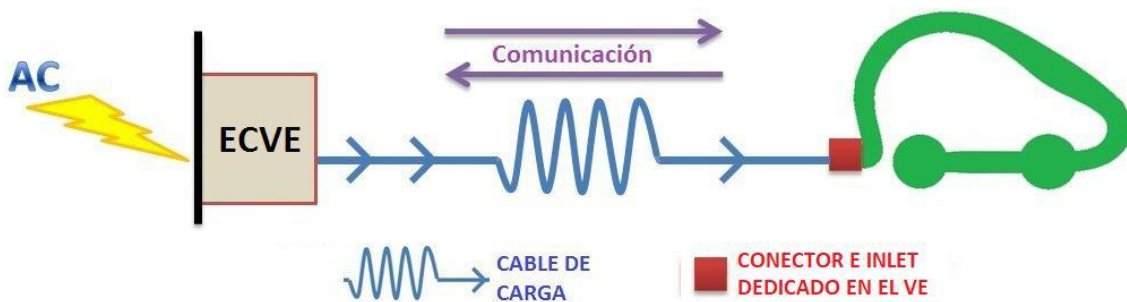 Comunicación
AC
ECVE
CABLE DE
CARGA
CONECTOR E INLET
DEDICADO EN EL VE